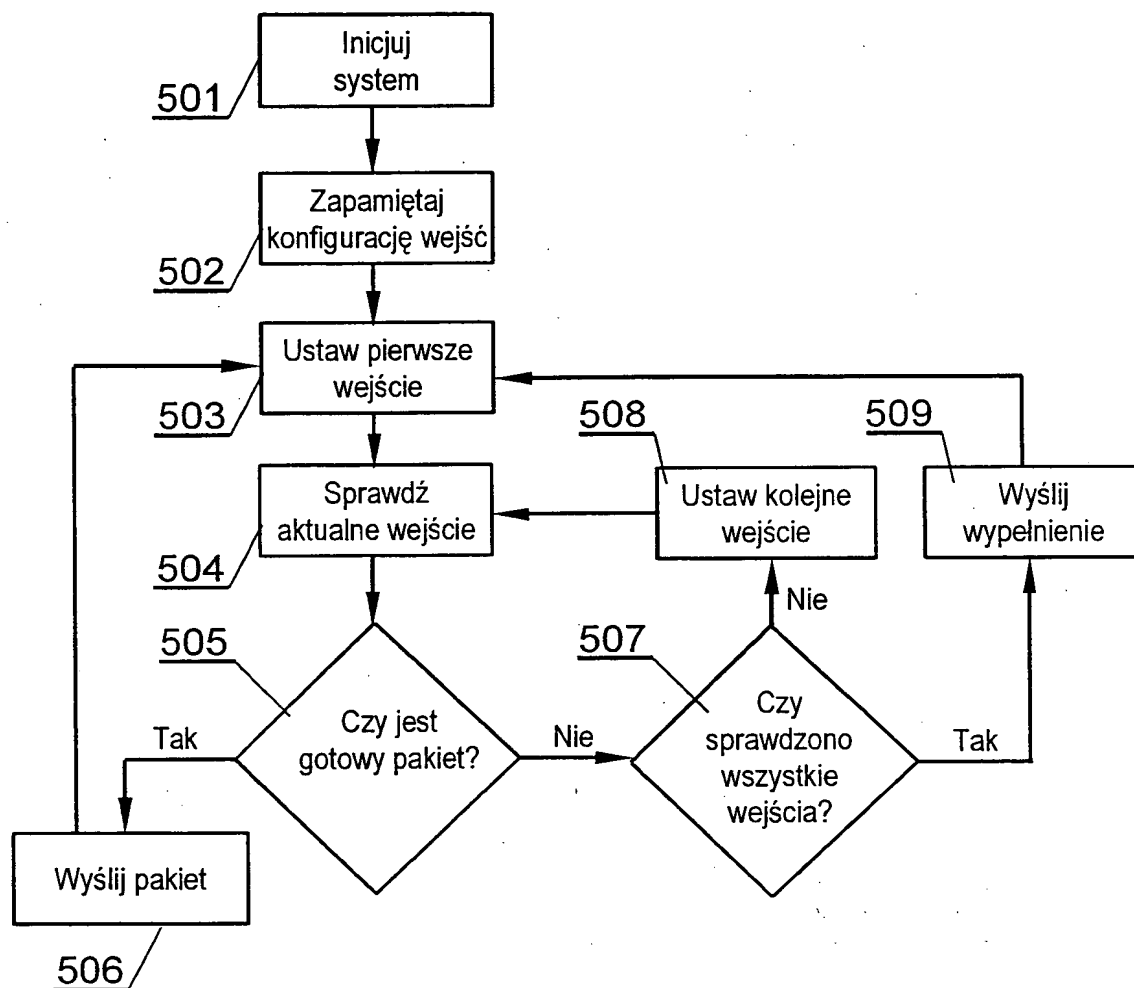 Inicjuj
system
501
Zapamiętaj
konfigurację wejść
502
Ustaw pierwsze
wejście
503
508
509
Sprawdź
aktualne wejście
504
Ustaw kolejne
wejście
Wyślij
wypełnienie
Nie
505
507
Czy jest
gotowy pakiet?
Tak
Nie
Czy
sprawdzono
wszystkie
wejścia?
Tak
Wyślij pakiet
506